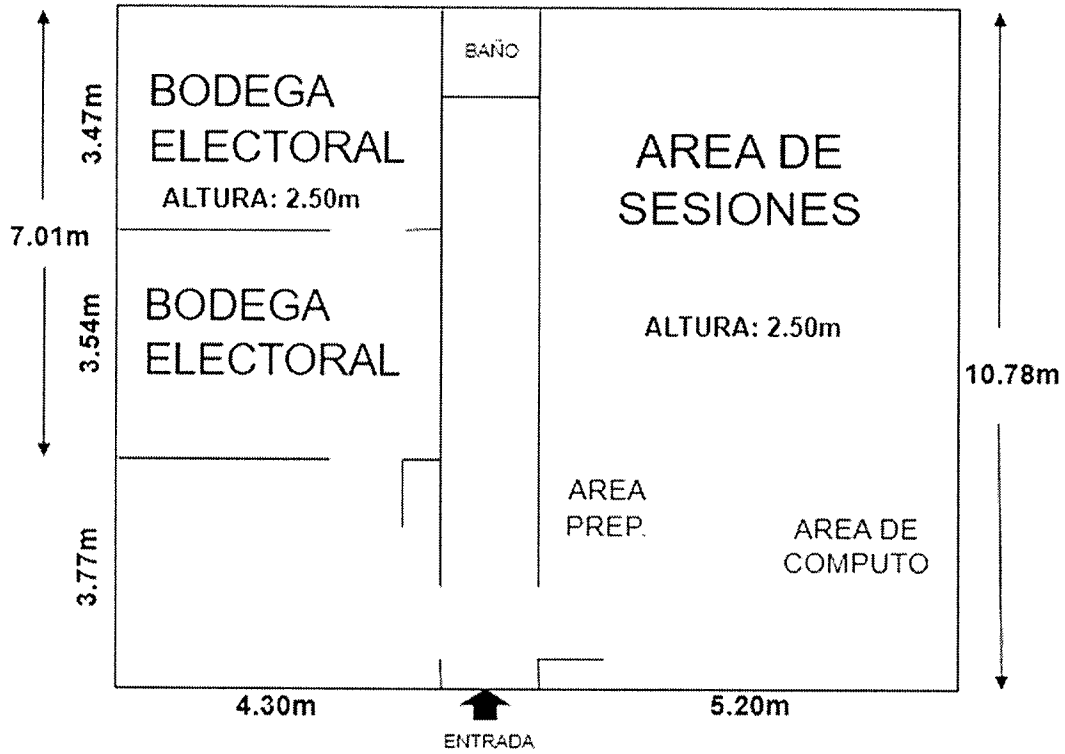 BAÑO
BODEGA
ELECTORAL
ALTURA: 2.50m
3.47m
AREA DE
SESIONES
7.01m
BODEGA
ELECTORAL
3.54m
ALTURA: 2.50m
10.78m
AREA
PREP.
AREA DE
COMPUTO
3.77m
4.30m
5.20m
ENTRADA